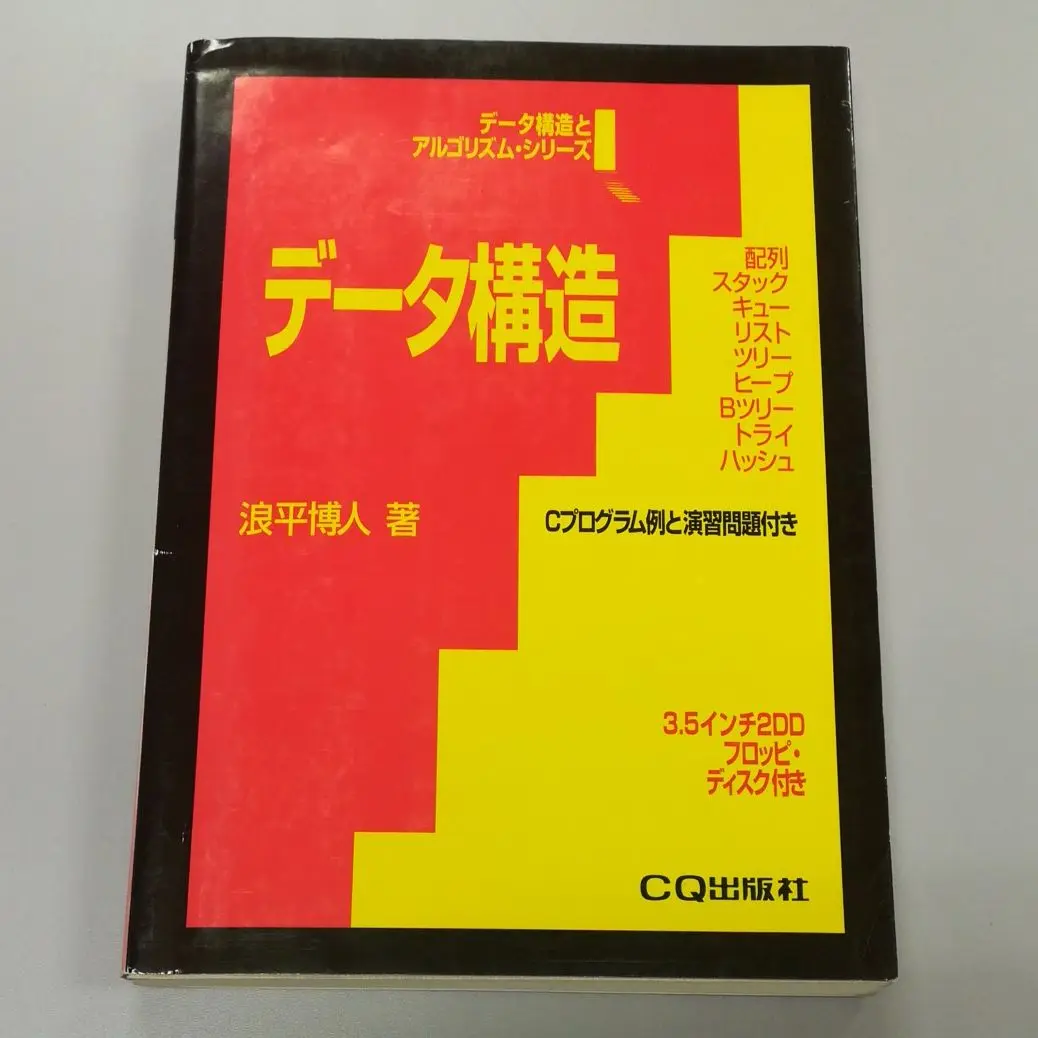 データ構造と
アルゴリズム・シリーズ
1
データ構造
配列
スタック
キュー
リスト
ツリー
ヒープ
Bツリー
トライ
ハッシュ
浪平博人 著
Cプログラム例と演習問題付き
3.5インチ2DD
フロッピ・
ディスク付き
CQ出版社